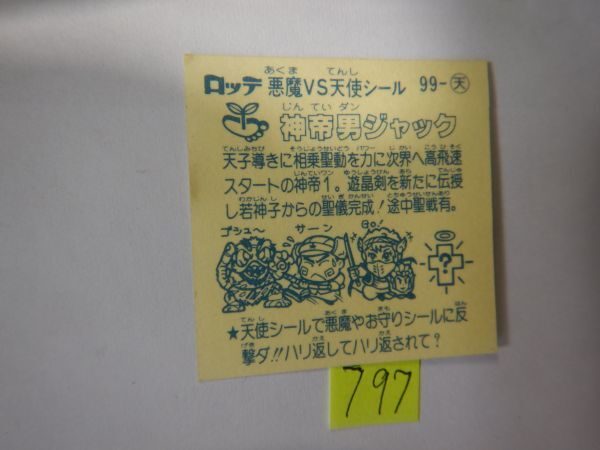 ロッテ 悪魔VS天使シール 99-天
神帝男ジャック
天子導きに相乗聖動を力に次界へ高飛速
スタートの神帝1。遊晶剣を新たに伝授
し若神子からの聖儀完成!途中聖戦有。
ゴシュ〜 サーン Go!
?
★天使シールで悪魔やお守りシールに反
撃ダ!!ハリ返してハリ返されて?
797